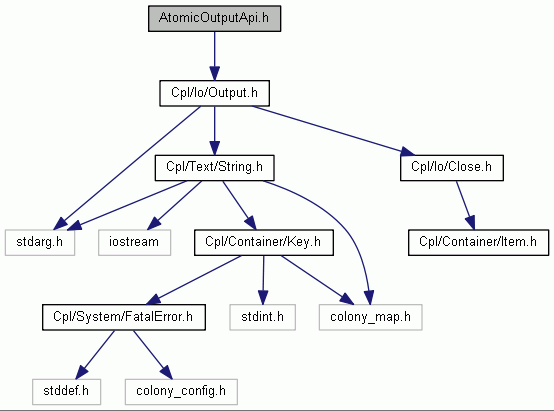 AtomicOutputApi.h
Cpl/Io/Output.h
Cpl/Text/String.h
Cpl/Io/Close.h
stdarg.h
iostream
Cpl/Container/Key.h
Cpl/Container/Item.h
Cpl/System/FatalError.h
stdint.h
colony_map.h
stddef.h
colony_config.h